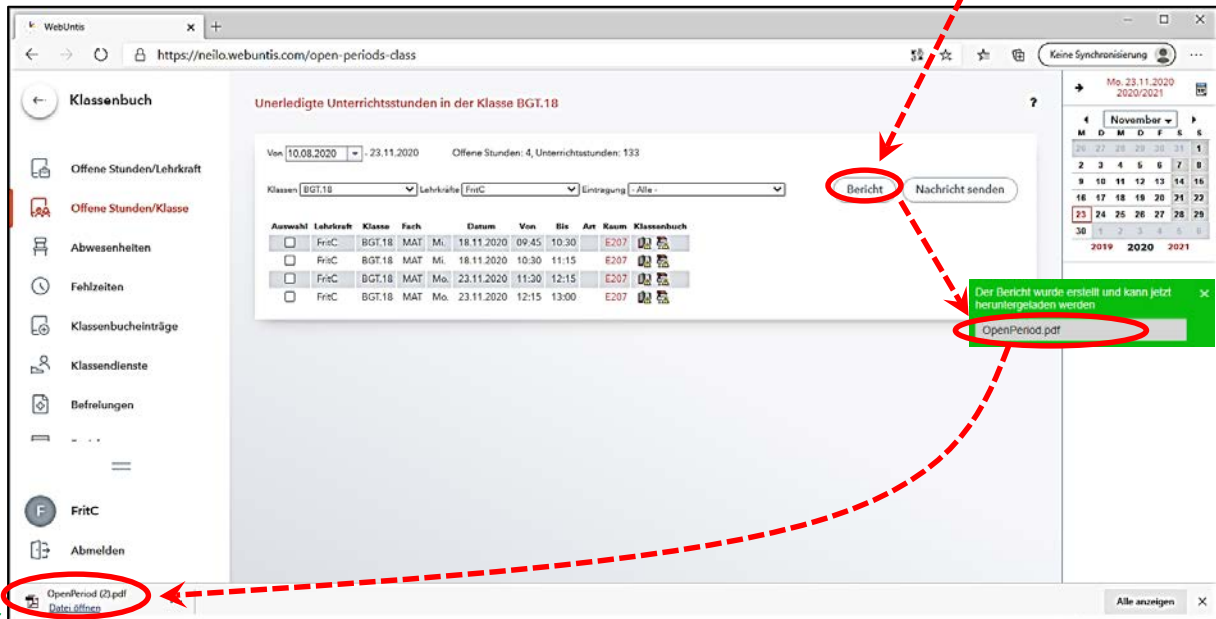 WebUntis
https://neilo.webuntis.com/open-periods-class
Keine Synchronisierung
Klassenbuch
Offene Stunden/Lehrkraft
Offene Stunden/Klasse
Abwesenheiten
Fehlzeiten
Klassenbucheinträge
Klassendienste
Befreiungen
FritC
Abmelden
Unerledigte Unterrichtsstunden in der Klasse BGT.18
?
Von 10.08.2020 - 23.11.2020 Offene Stunden: 4, Unterrichtsstunden: 133
Klassen BGT.18 Lehrkräfte FritC Eintragung - Alle -
Bericht
Nachricht senden
Auswahl Lehrkraft Klasse Fach Datum Von Bis Art Raum Klassenbuch
FritC BGT.18 MAT Mi. 18.11.2020 09:45 10:30 E207
FritC BGT.18 MAT Mi. 18.11.2020 10:30 11:15 E207
FritC BGT.18 MAT Mo. 23.11.2020 11:30 12:15 E207
FritC BGT.18 MAT Mo. 23.11.2020 12:15 13:00 E207
Mo. 23.11.2020
2020/2021
November
M D M D F S S
26 27 28 29 30 31 1
2 3 4 5 6 7 8
9 10 11 12 13 14 15
16 17 18 19 20 21 22
23 24 25 26 27 28 29
30 1 2 3 4 5 6
2019 2020 2021
Der Bericht wurde erstellt und kann jetzt
heruntergeladen werden
OpenPeriod.pdf
F
OpenPeriod (2).pdf
Datei öffnen
Alle anzeigen